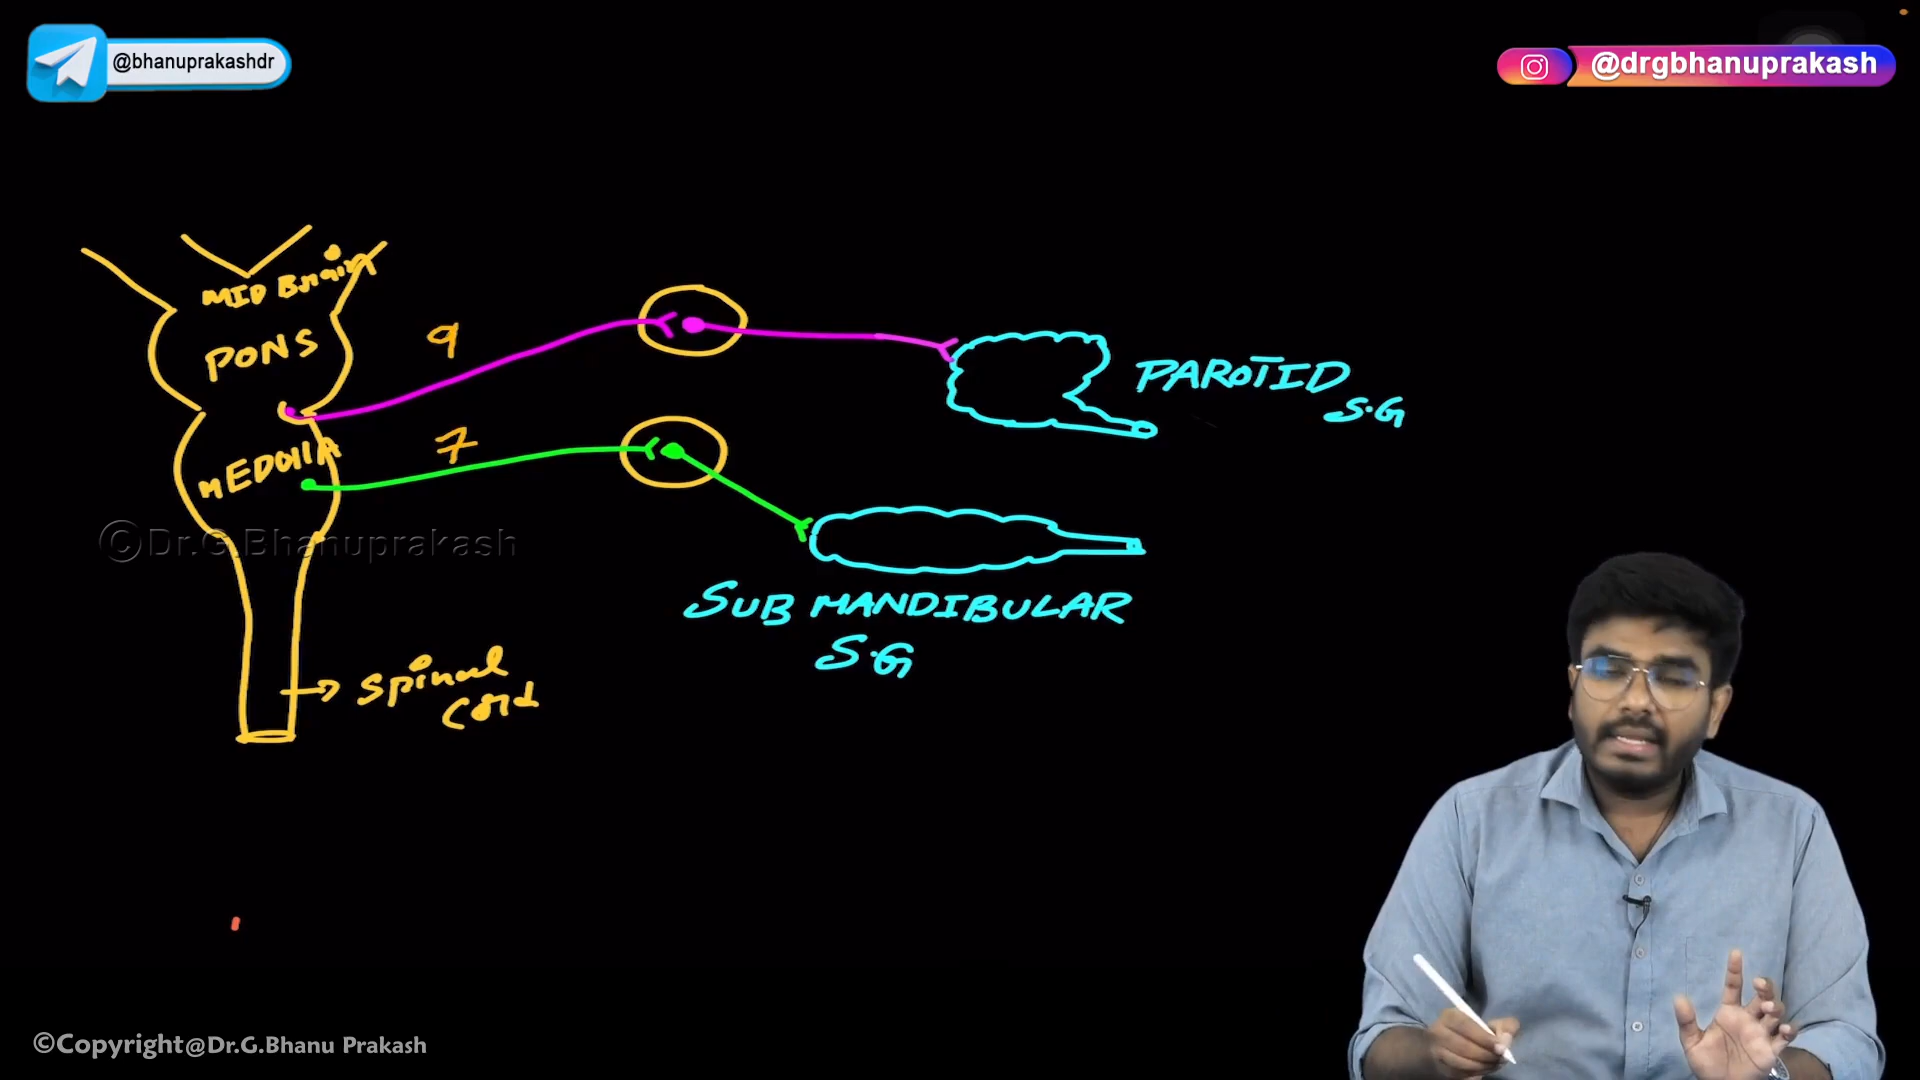 @bhanuprakashdr
@drgbhanuprakash
MID Brain
PONS
9
PAROTID
S.G
7
MEDullA
©Dr.G.Bhanuprakash
SUB MANDIBULAR
S.G
spinal
cord
©Copyright@Dr.G.Bhanu Prakash